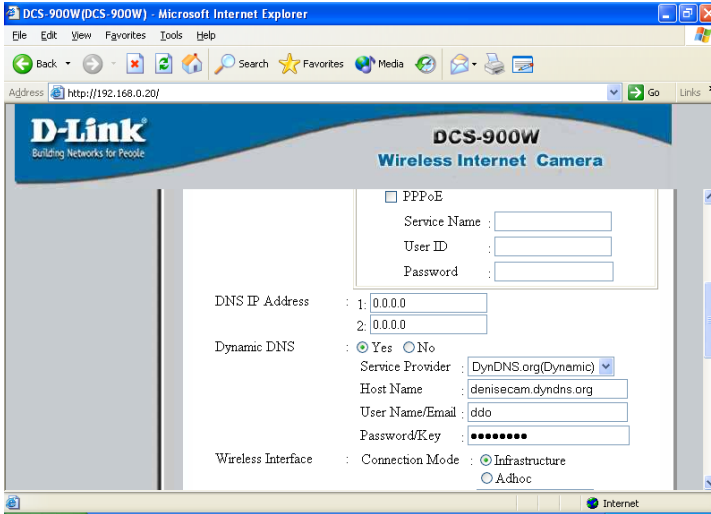 DCS-900W(DCS-900W) - Microsoft Internet Explorer
File Edit View Favorites Tools Help
Back Search Favorites Media
Address http://192.168.0.20/ Go Links
D-Link
Building Networks for People
DCS-900W
Wireless Internet Camera
PPPoE
Service Name :
User ID :
Password :
DNS IP Address : 1: 0.0.0.0
2: 0.0.0.0
Dynamic DNS : Yes No
Service Provider : DynDNS.org(Dynamic)
Host Name : denisecam.dyndns.org
User Name/Email : ddo
Password/Key : ●●●●●●●●
Wireless Interface : Connection Mode : Infrastructure
Adhoc
Internet